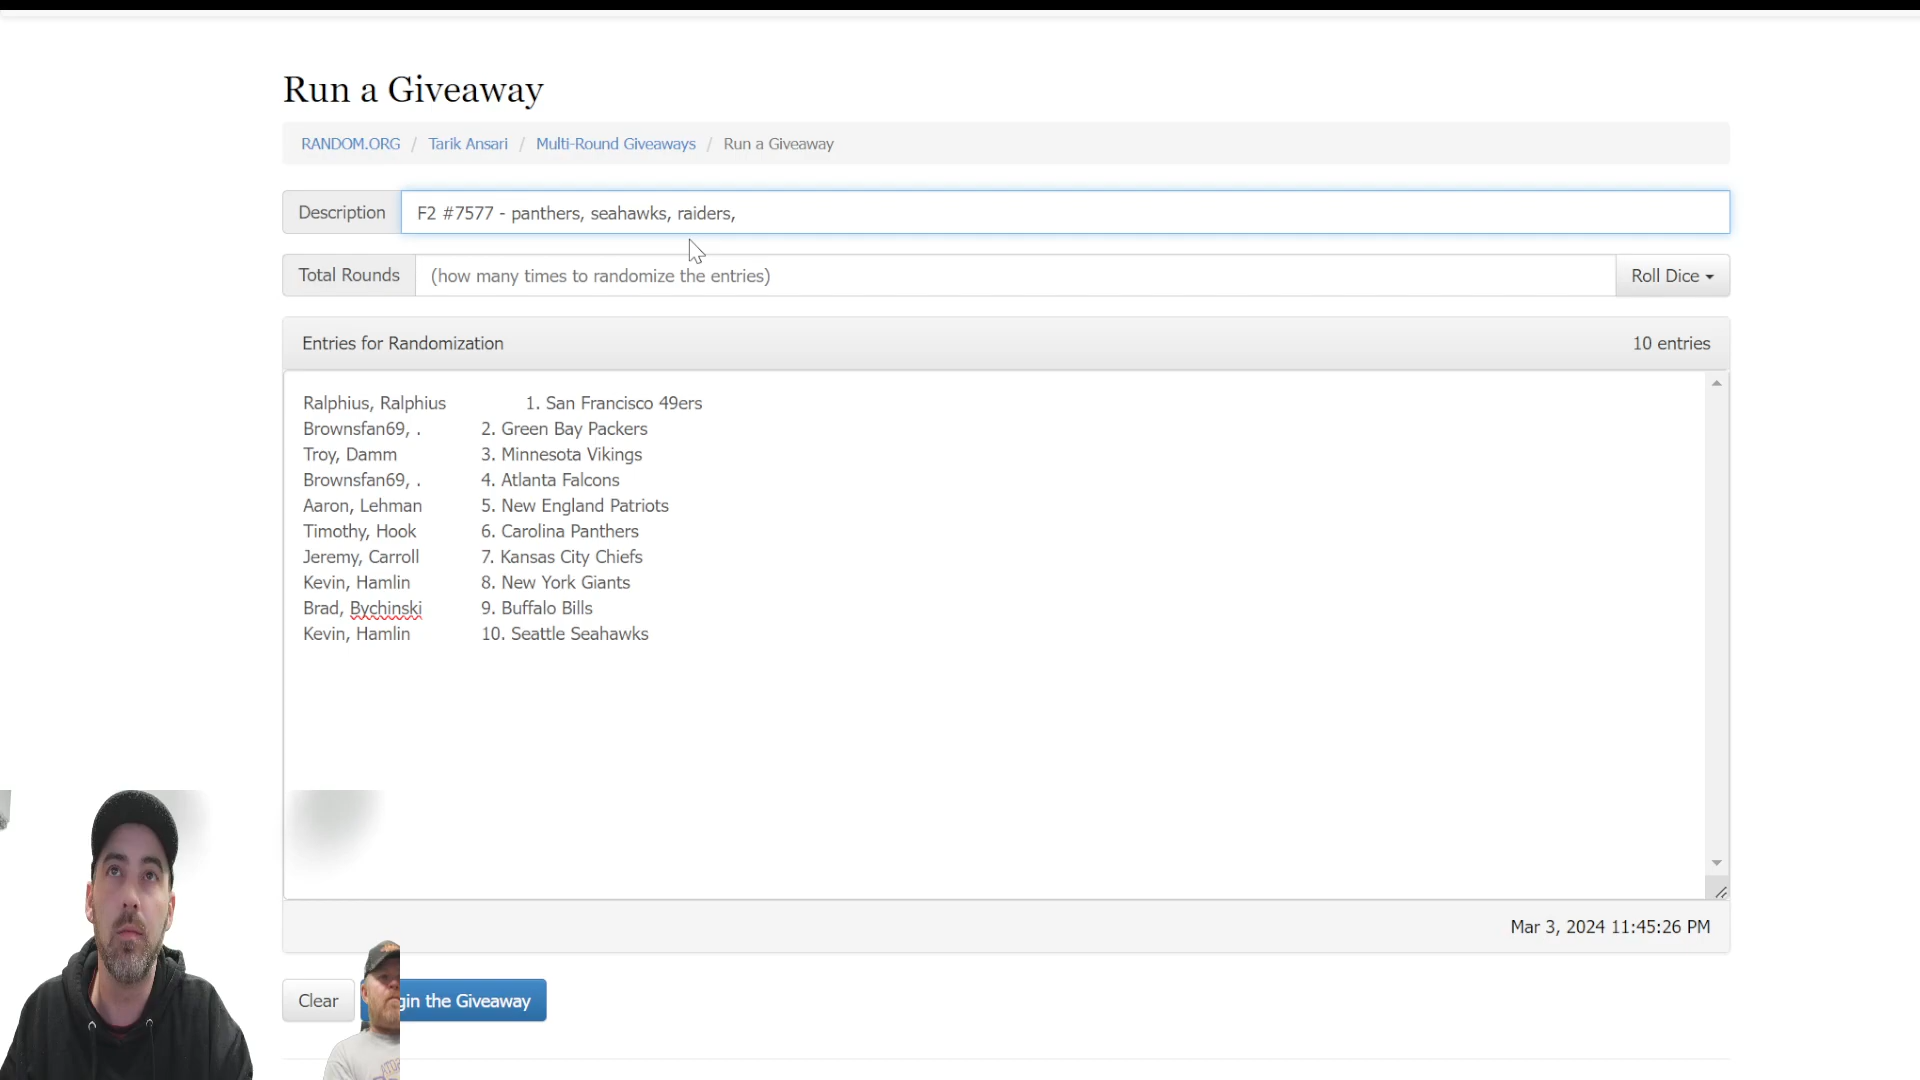 Run a Giveaway
RANDOM.ORG / Tarik Ansari / Multi-Round Giveaways / Run a Giveaway
Description F2 #7577 - panthers, seahawks, raiders,
Total Rounds (how many times to randomize the entries) Roll Dice
Entries for Randomization 10 entries
Ralphius, Ralphius 1. San Francisco 49ers
Brownsfan69, . 2. Green Bay Packers
Troy, Damm 3. Minnesota Vikings
Brownsfan69, . 4. Atlanta Falcons
Aaron, Lehman 5. New England Patriots
Timothy, Hook 6. Carolina Panthers
Jeremy, Carroll 7. Kansas City Chiefs
Kevin, Hamlin 8. New York Giants
Brad, Bychinski 9. Buffalo Bills
Kevin, Hamlin 10. Seattle Seahawks
Mar 3, 2024 11:45:26 PM
Clear gin the Giveaway